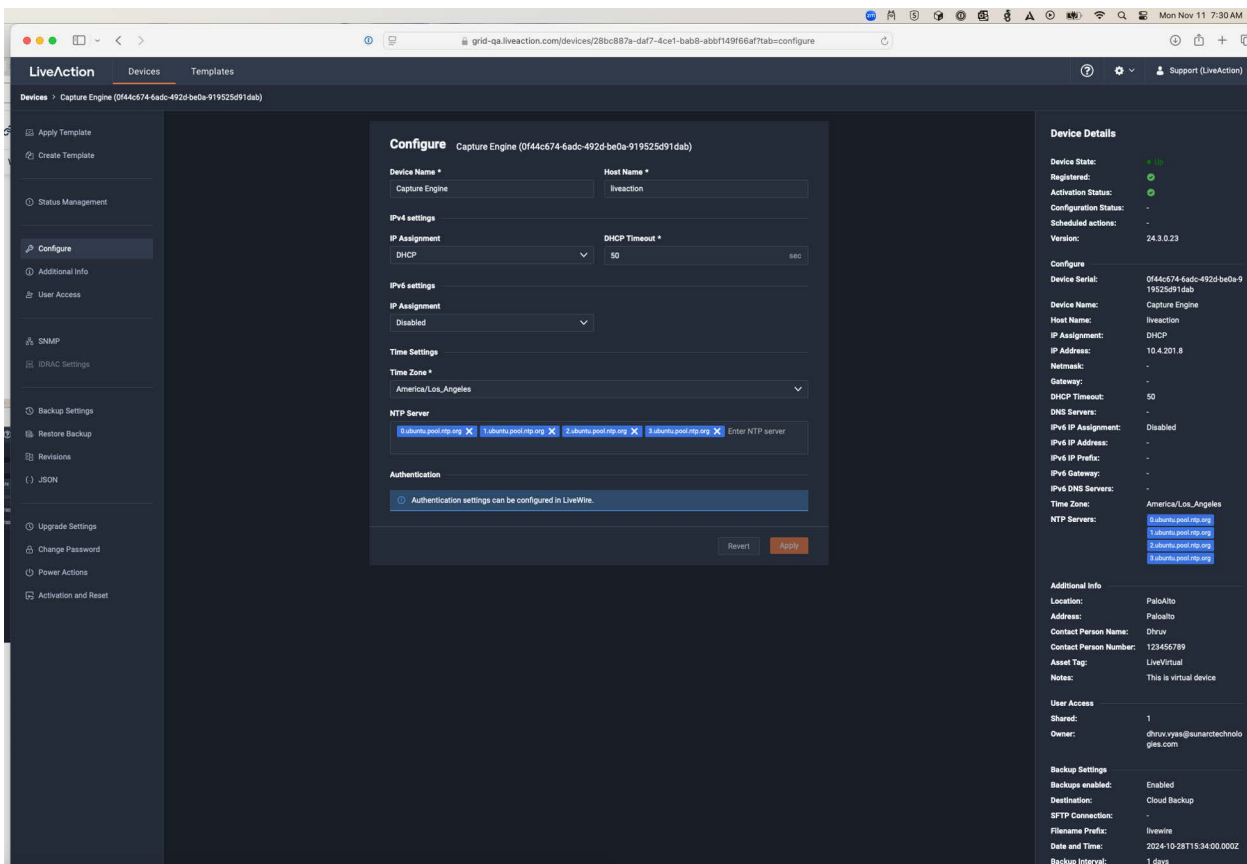 Mon Nov 11 7:30 AM
grid-qa.liveaction.com/devices/28bc887a-daf7-4ce1-bab8-abbf149f66af?tab=configure
LiveAction Devices Templates Support (LiveAction)
Devices > Capture Engine (0f44c674-6adc-492d-be0a-919525d91dab)
Apply Template
Create Template
Status Management
Configure
Additional Info
User Access
SNMP
IDRAC Settings
Backup Settings
Restore Backup
Revisions
{ } JSON
Upgrade Settings
Change Password
Power Actions
Activation and Reset
Configure Capture Engine (0f44c674-6adc-492d-be0a-919525d91dab)
Device Name * Host Name *
Capture Engine liveaction
IPv4 settings
IP Assignment DHCP Timeout *
DHCP 50 sec
IPv6 settings
IP Assignment
Disabled
Time Settings
Time Zone *
America/Los_Angeles
NTP Server
0.ubuntu.pool.ntp.org 1.ubuntu.pool.ntp.org 2.ubuntu.pool.ntp.org 3.ubuntu.pool.ntp.org Enter NTP server
Authentication
Authentication settings can be configured in LiveWire.
Revert Apply
Device Details
Device State: Up
Registered:
Activation Status:
Configuration Status: -
Scheduled actions: -
Version: 24.3.0.23
Configure
Device Serial: 0f44c674-6adc-492d-be0a-9
19525d91dab
Device Name: Capture Engine
Host Name: liveaction
IP Assignment: DHCP
IP Address: 10.4.201.8
Netmask: -
Gateway: -
DHCP Timeout: 50
DNS Servers: -
IPv6 IP Assignment: Disabled
IPv6 IP Address: -
IPv6 IP Prefix: -
IPv6 Gateway: -
IPv6 DNS Servers: -
Time Zone: America/Los_Angeles
NTP Servers: 0.ubuntu.pool.ntp.org
1.ubuntu.pool.ntp.org
2.ubuntu.pool.ntp.org
3.ubuntu.pool.ntp.org
Additional Info
Location: PaloAlto
Address: Paloalto
Contact Person Name: Dhruv
Contact Person Number: 123456789
Asset Tag: LiveVirtual
Notes: This is virtual device
User Access
Shared: 1
Owner: dhruv.vyas@sunarctechnolo
gies.com
Backup Settings
Backups enabled: Enabled
Destination: Cloud Backup
SFTP Connection: -
Filename Prefix: livewire
Date and Time: 2024-10-28T15:34:00.000Z
Backup Interval: 1 days